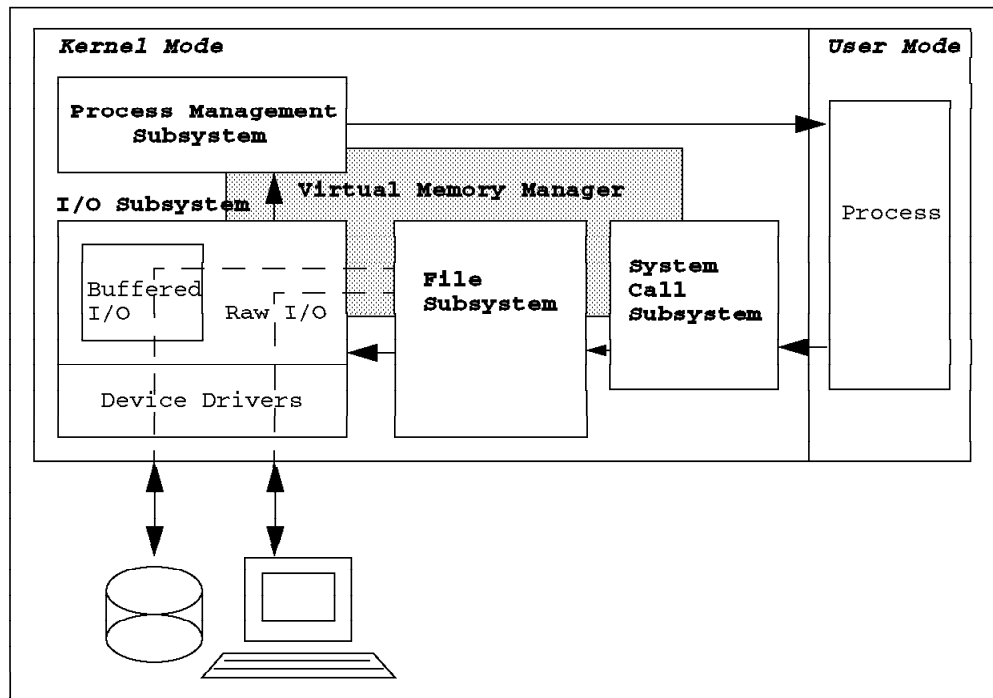 Kernel Mode
User Mode
Process Management
Subsystem
Virtual Memory Manager
I/O Subsystem
Process
Buffered
I/O
Raw I/O
File
Subsystem
System
Call
Subsystem
Device Drivers